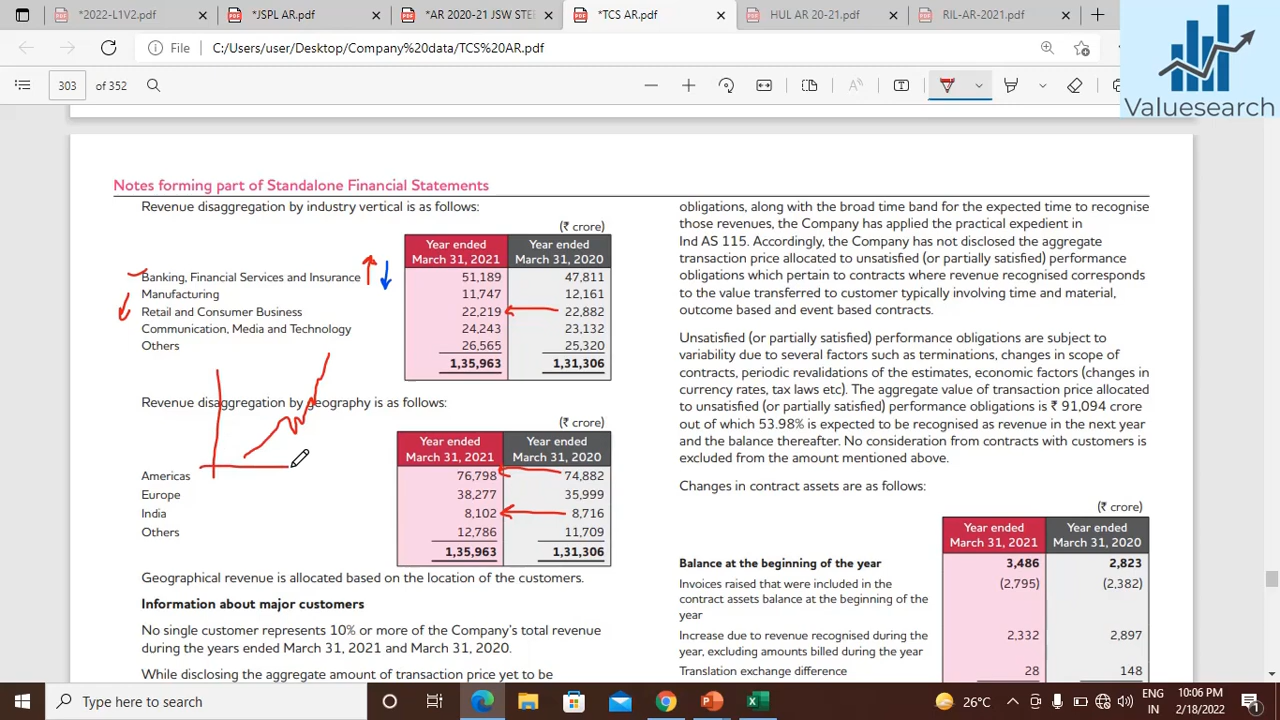 *2022-L1V2.pdf
*JSPL AR.pdf
*AR 2020-21 JSW STEE
*TCS AR.pdf
HUL AR 20-21.pdf
RIL-AR-2021.pdf
File
C:/Users/user/Desktop/Company%20data/TCS%20AR.pdf
303 of 352
Valuesearch
Notes forming part of Standalone Financial Statements
Revenue disaggregation by industry vertical is as follows:
(₹ crore)
Year ended March 31, 2021 Year ended March 31, 2020
Banking, Financial Services and Insurance 51,189 47,811
Manufacturing 11,747 12,161
Retail and Consumer Business 22,219 22,882
Communication, Media and Technology 24,243 23,132
Others 26,565 25,320
1,35,963 1,31,306
Revenue disaggregation by geography is as follows:
(₹ crore)
Year ended March 31, 2021 Year ended March 31, 2020
Americas 76,798 74,882
Europe 38,277 35,999
India 8,102 8,716
Others 12,786 11,709
1,35,963 1,31,306
Geographical revenue is allocated based on the location of the customers.
Information about major customers
No single customer represents 10% or more of the Company's total revenue
during the years ended March 31, 2021 and March 31, 2020.
While disclosing the aggregate amount of transaction price yet to be
obligations, along with the broad time band for the expected time to recognise
those revenues, the Company has applied the practical expedient in
Ind AS 115. Accordingly, the Company has not disclosed the aggregate
transaction price allocated to unsatisfied (or partially satisfied) performance
obligations which pertain to contracts where revenue recognised corresponds
to the value transferred to customer typically involving time and material,
outcome based and event based contracts.
Unsatisfied (or partially satisfied) performance obligations are subject to
variability due to several factors such as terminations, changes in scope of
contracts, periodic revalidations of the estimates, economic factors (changes in
currency rates, tax laws etc). The aggregate value of transaction price allocated
to unsatisfied (or partially satisfied) performance obligations is ₹ 91,094 crore
out of which 53.98% is expected to be recognised as revenue in the next year
and the balance thereafter. No consideration from contracts with customers is
excluded from the amount mentioned above.
Changes in contract assets are as follows:
(₹ crore)
Year ended March 31, 2021 Year ended March 31, 2020
Balance at the beginning of the year 3,486 2,823
Invoices raised that were included in the (2,795) (2,382)
contract assets balance at the beginning of the
year
Increase due to revenue recognised during the 2,332 2,897
year, excluding amounts billed during the year
Translation exchange difference 28 148
Type here to search
26°C
ENG
IN
10:06 PM
2/18/2022
1